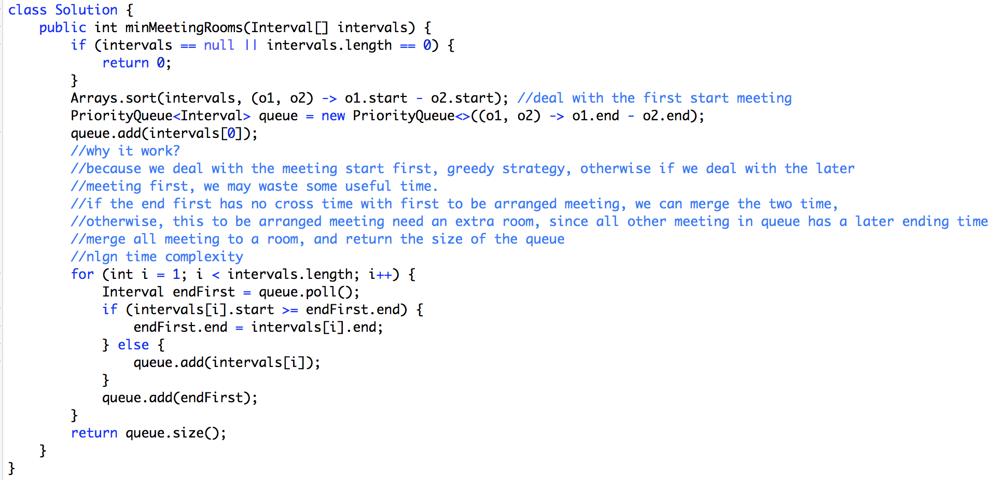 class Solution {
    public int minMeetingRooms(Interval[] intervals) {
        if (intervals == null || intervals.length == 0) {
            return 0;
        }
        Arrays.sort(intervals, (o1, o2) -> o1.start - o2.start); //deal with the first start meeting
        PriorityQueue<Interval> queue = new PriorityQueue<>((o1, o2) -> o1.end - o2.end);
        queue.add(intervals[0]);
        //why it work?
        //because we deal with the meeting start first, greedy strategy, otherwise if we deal with the later
        //meeting first, we may waste some useful time.
        //if the end first has no cross time with first to be arranged meeting, we can merge the two time,
        //otherwise, this to be arranged meeting need an extra room, since all other meeting in queue has a later ending time
        //merge all meeting to a room, and return the size of the queue
        //nlgn time complexity
        for (int i = 1; i < intervals.length; i++) {
            Interval endFirst = queue.poll();
            if (intervals[i].start >= endFirst.end) {
                endFirst.end = intervals[i].end;
            } else {
                queue.add(intervals[i]);
            }
            queue.add(endFirst);
        }
        return queue.size();
    }
}